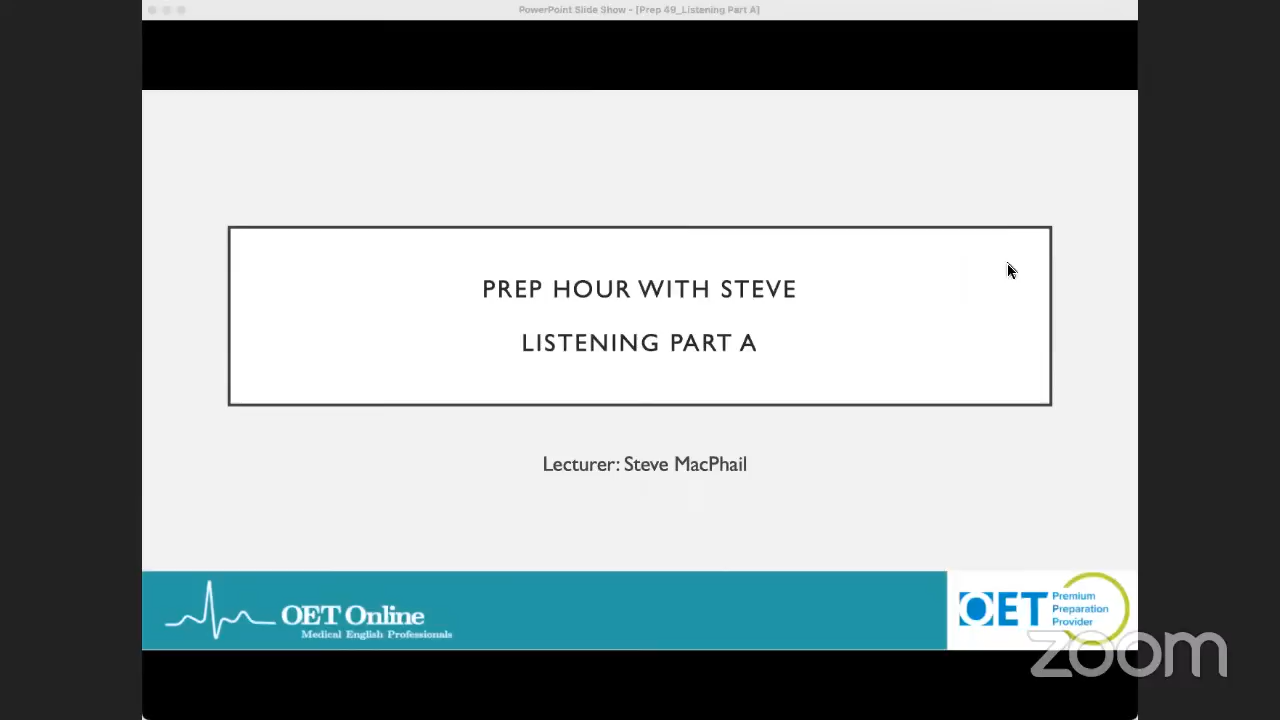 PowerPoint Slide Show - [Prep 49_Listening Part A]
PREP HOUR WITH STEVE
LISTENING PART A
Lecturer: Steve MacPhail
OET Online
Medical English Professionals
OET
Premium
Preparation
Provider
zoom